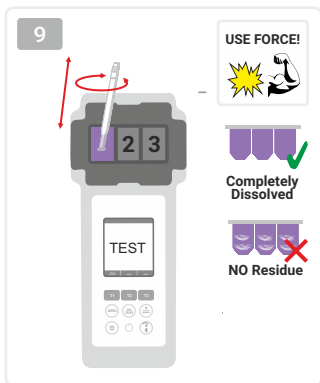 9
USE FORCE!
2 3
Completely
Dissolved
NO Residue
TEST